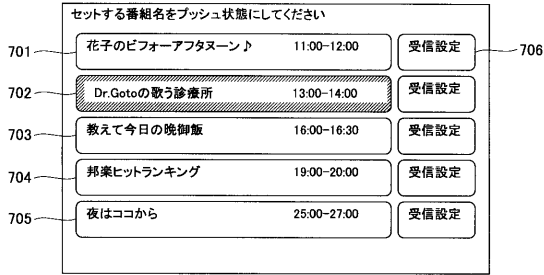 セットする番組名をプッシュ状態にしてください
701 花子のビフォーアフタヌーン♪ 11:00-12:00 受信設定 706
702 Dr.Gotoの歌う診療所 13:00-14:00 受信設定
703 教えて今日の晩御飯 16:00-16:30 受信設定
704 邦楽ヒットランキング 19:00-20:00 受信設定
705 夜はココから 25:00-27:00 受信設定